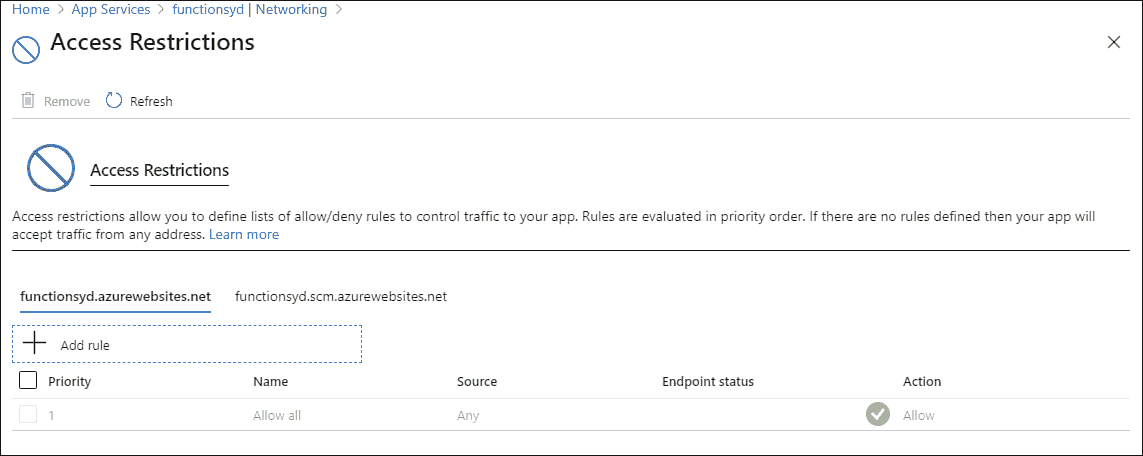 Home > App Services > functionsyd | Networking >
Access Restrictions
Remove Refresh
Access Restrictions
Access restrictions allow you to define lists of allow/deny rules to control traffic to your app. Rules are evaluated in priority order. If there are no rules defined then your app will
accept traffic from any address. Learn more
functionsyd.azurewebsites.net functionsyd.scm.azurewebsites.net
Add rule
Priority Name Source Endpoint status Action
1 Allow all Any Allow